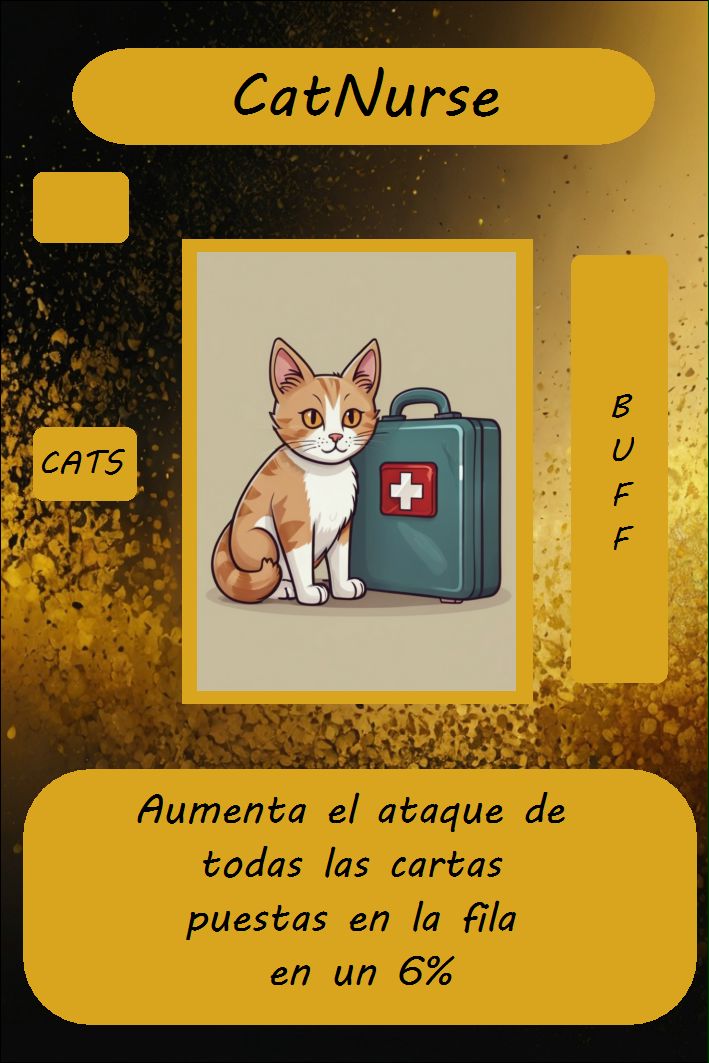 CatNurse
CATS
B
U
F
F
Aumenta el ataque de
todas las cartas
puestas en la fila
en un 6%